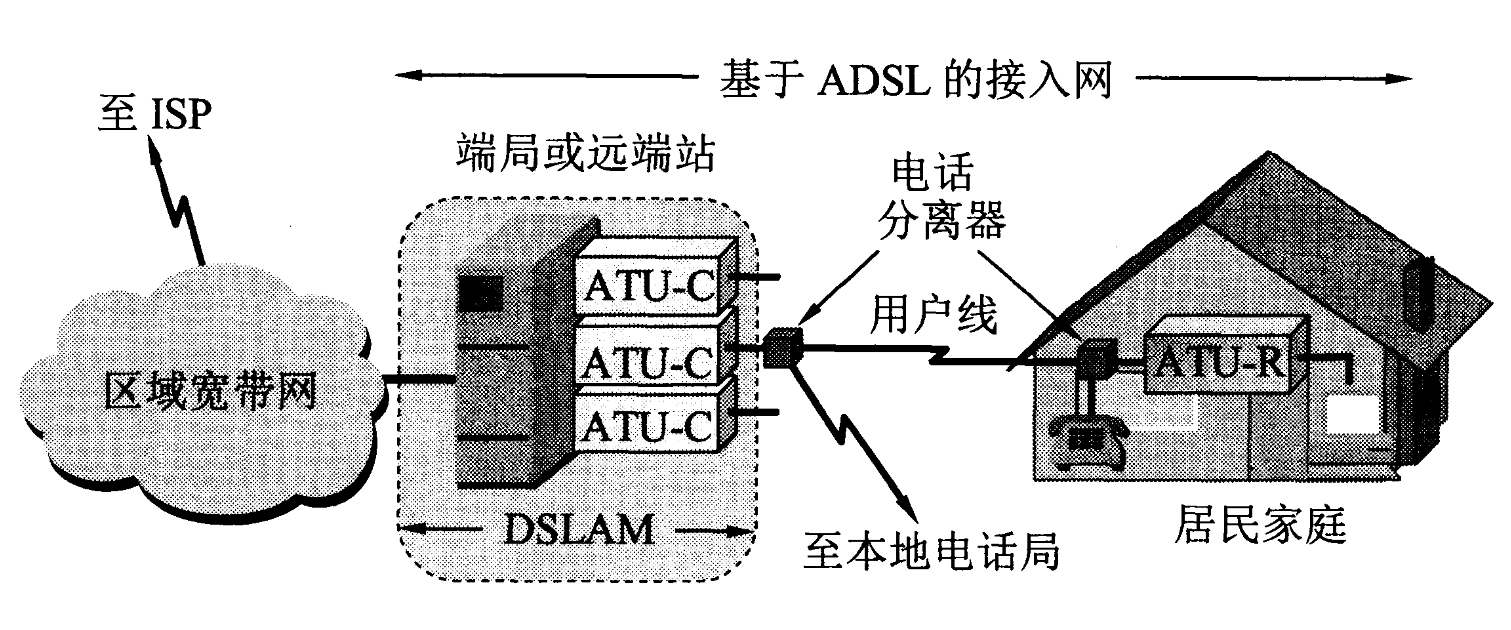 基于 ADSL 的接入网
至 ISP
端局或远端站
电话
分离器
ATU-C
用户线
ATU-C
ATU-R
区域宽带网
ATU-C
DSLAM
至本地电话局
居民家庭